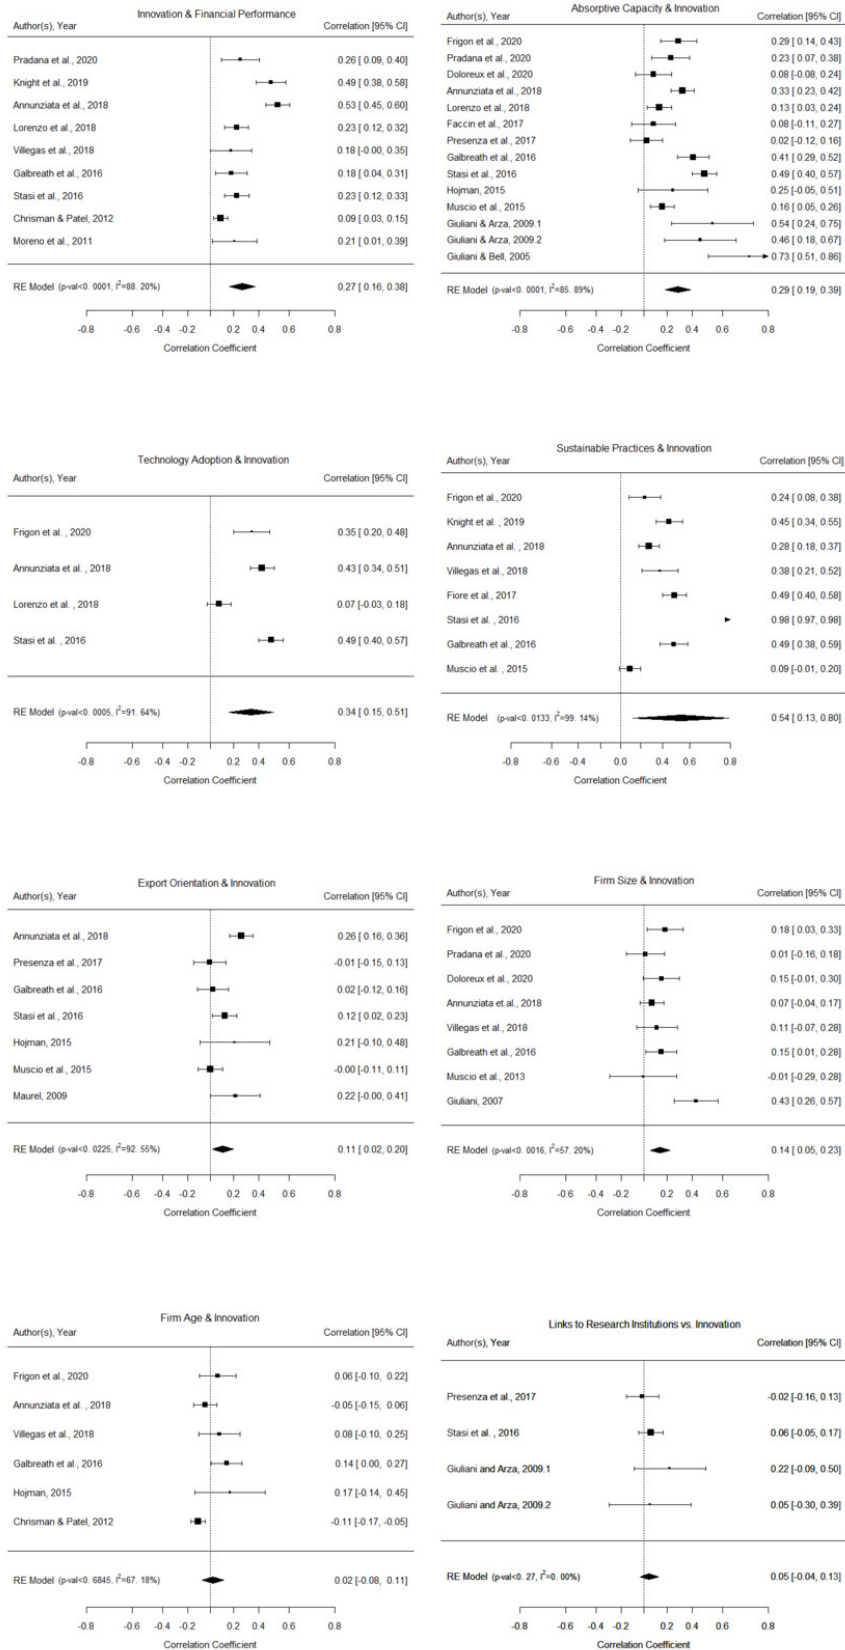 Innovation & Financial Performance
Author(s), Year Correlation [95% CI]
Pradana et al., 2020 0.26 [ 0.09, 0.40]
Knight et al., 2019 0.49 [ 0.38, 0.58]
Annunziata et al., 2018 0.53 [ 0.45, 0.60]
Lorenzo et al., 2018 0.23 [ 0.12, 0.32]
Villegas et al., 2018 0.18 [-0.00, 0.35]
Galbreath et al., 2016 0.18 [ 0.04, 0.31]
Stasi et al., 2016 0.23 [ 0.12, 0.33]
Chrisman & Patel, 2012 0.09 [ 0.03, 0.15]
Moreno et al., 2011 0.21 [ 0.01, 0.39]
RE Model (p-val<0. 0001, I²=88. 20%) 0.27 [ 0.16, 0.38]
-0.8 -0.6 -0.4 -0.2 0.2 0.4 0.6 0.8
Correlation Coefficient
Absorptive Capacity & Innovation
Author(s), Year Correlation [95% CI]
Frigon et al., 2020 0.29 [ 0.14, 0.43]
Pradana et al., 2020 0.23 [ 0.07, 0.38]
Doloreux et al., 2020 0.08 [-0.08, 0.24]
Annunziata et al., 2018 0.33 [ 0.23, 0.42]
Lorenzo et al., 2018 0.13 [ 0.03, 0.24]
Faccin et al., 2017 0.08 [-0.11, 0.27]
Presenza et al., 2017 0.02 [-0.12, 0.16]
Galbreath et al., 2016 0.41 [ 0.29, 0.52]
Stasi et al., 2016 0.49 [ 0.40, 0.57]
Hojman, 2015 0.25 [-0.05, 0.51]
Muscio et al., 2015 0.16 [ 0.05, 0.26]
Giuliani & Arza, 2009.1 0.54 [ 0.24, 0.75]
Giuliani & Arza, 2009.2 0.46 [ 0.18, 0.67]
Giuliani & Bell, 2005 0.73 [ 0.51, 0.86]
RE Model (p-val<0. 0001, I²=85. 89%) 0.29 [ 0.19, 0.39]
-0.6 -0.4 -0.2 0.2 0.4 0.6 0.8
Correlation Coefficient
Technology Adoption & Innovation
Author(s), Year Correlation [95% CI]
Frigon et al. , 2020 0.35 [ 0.20, 0.48]
Annunziata et al. , 2018 0.43 [ 0.34, 0.51]
Lorenzo et al. , 2018 0.07 [-0.03, 0.18]
Stasi et al. , 2016 0.49 [ 0.40, 0.57]
RE Model (p-val<0. 0005, I²=91. 64%) 0.34 [ 0.15, 0.51]
-0.8 -0.6 -0.4 -0.2 0.2 0.4 0.6 0.8
Correlation Coefficient
Sustainable Practices & Innovation
Author(s), Year Correlation [95% CI]
Frigon et al., 2020 0.24 [ 0.08, 0.38]
Knight et al., 2019 0.45 [ 0.34, 0.55]
Annunziata et al., 2018 0.28 [ 0.18, 0.37]
Villegas et al., 2018 0.38 [ 0.21, 0.52]
Fiore et al., 2017 0.49 [ 0.40, 0.58]
Stasi et al., 2016 0.98 [ 0.97, 0.98]
Galbreath et al., 2016 0.49 [ 0.38, 0.59]
Muscio et al., 2015 0.09 [-0.01, 0.20]
RE Model (p-val<0. 0133, I²=99. 14%) 0.54 [ 0.13, 0.80]
-0.8 -0.6 -0.4 0.0 0.2 0.4 0.6 0.8
Correlation Coefficient
Export Orientation & Innovation
Author(s), Year Correlation [95% CI]
Annunziata et al., 2018 0.26 [ 0.16, 0.36]
Presenza et al., 2017 -0.01 [-0.15, 0.13]
Galbreath et al., 2016 0.02 [-0.12, 0.16]
Stasi et al., 2016 0.12 [ 0.02, 0.23]
Hojman, 2015 0.21 [-0.10, 0.48]
Muscio et al., 2015 -0.00 [-0.11, 0.11]
Maurel, 2009 0.22 [-0.00, 0.41]
RE Model (p-val<0. 0225, I²=92. 55%) 0.11 [ 0.02, 0.20]
-0.8 -0.6 -0.4 -0.2 0.2 0.4 0.6 0.8
Correlation Coefficient
Firm Size & Innovation
Author(s), Year Correlation [95% CI]
Frigon et al., 2020 0.18 [ 0.03, 0.33]
Pradana et al., 2020 0.01 [-0.16, 0.18]
Doloreux et al., 2020 0.15 [-0.01, 0.30]
Annunziata et al., 2018 0.07 [-0.04, 0.17]
Villegas et al., 2018 0.11 [-0.07, 0.28]
Galbreath et al., 2016 0.15 [ 0.01, 0.28]
Muscio et al., 2013 -0.01 [-0.29, 0.28]
Giuliani, 2007 0.43 [ 0.26, 0.57]
RE Model (p-val<0. 0016, I²=57. 20%) 0.14 [ 0.05, 0.23]
-0.8 -0.6 -0.4 -0.2 0.2 0.4 0.6 0.8
Correlation Coefficient
Firm Age & Innovation
Author(s), Year Correlation [95% CI]
Frigon et al., 2020 0.06 [-0.10, 0.22]
Annunziata et al. , 2018 -0.05 [-0.15, 0.06]
Villegas et al., 2018 0.08 [-0.10, 0.25]
Galbreath et al., 2016 0.14 [ 0.00, 0.27]
Hojman, 2015 0.17 [-0.14, 0.45]
Chrisman & Patel, 2012 -0.11 [-0.17, -0.05]
RE Model (p-val<0. 6845, I²=67. 18%) 0.02 [-0.08, 0.11]
-0.8 -0.6 -0.4 -0.2 0.2 0.4 0.6 0.8
Correlation Coefficient
Links to Research Institutions vs. Innovation
Author(s), Year Correlation [95% CI]
Presenza et al., 2017 -0.02 [-0.16, 0.13]
Stasi et al. , 2016 0.06 [-0.05, 0.17]
Giuliani and Arza, 2009.1 0.22 [-0.09, 0.50]
Giuliani and Arza, 2009.2 0.05 [-0.30, 0.39]
RE Model (p-val<0. 27, I²=0. 00%) 0.05 [-0.04, 0.13]
-0.8 -0.6 -0.4 -0.2 0.2 0.4 0.6 0.8
Correlation Coefficient